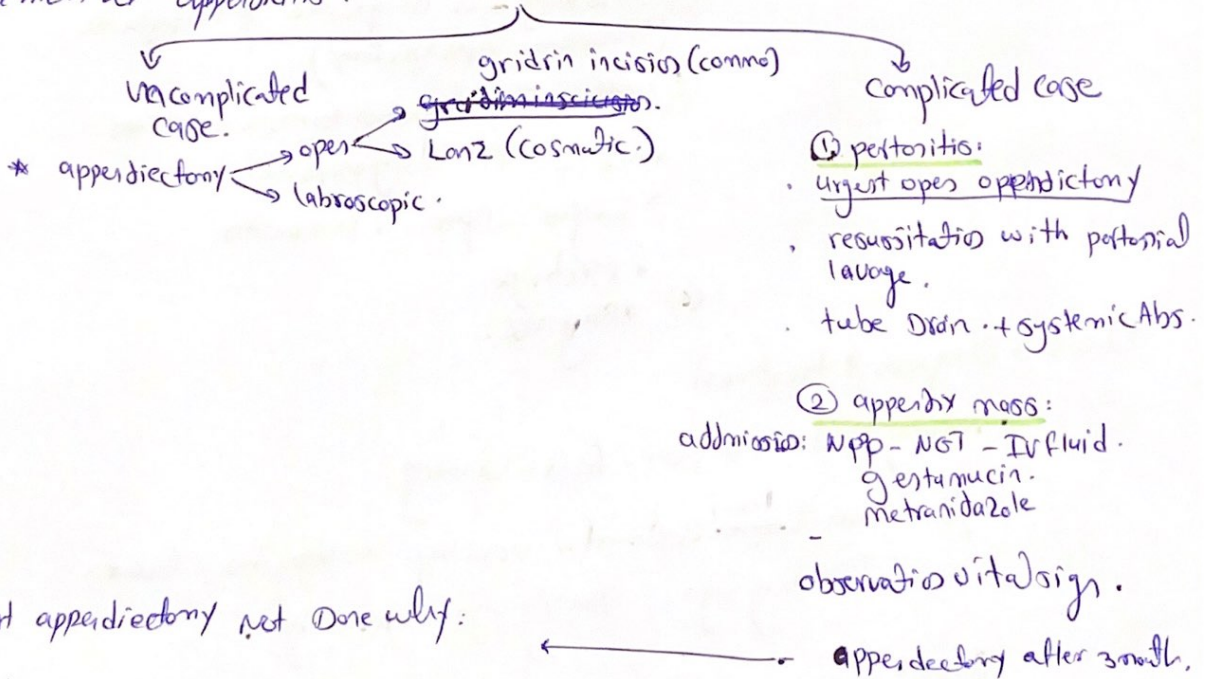 appendicitis.
uncomplicated
case.
* appendiectomy
open
gridrin incision (commo)
Lanz (Cosmatic.)
labroscopic.
Complicated case
① peritonitis:
. urgent open appendictomy
. resussitation with peritonial
lavage.
. tube Drain + systemic Abs.
② appendix mass:
addmission: NPP - NGT - IV fluid.
gentamucin.
metranidazole
-
observation vital sign.
- appendectomy after 3 month.
appendiectomy not Done why: